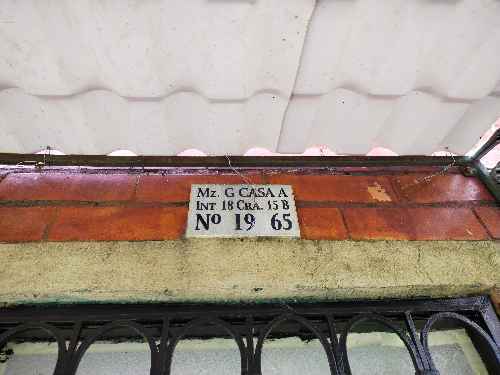 Mz. G CASA A
INT 18 CRA. 15 B
No 19 65